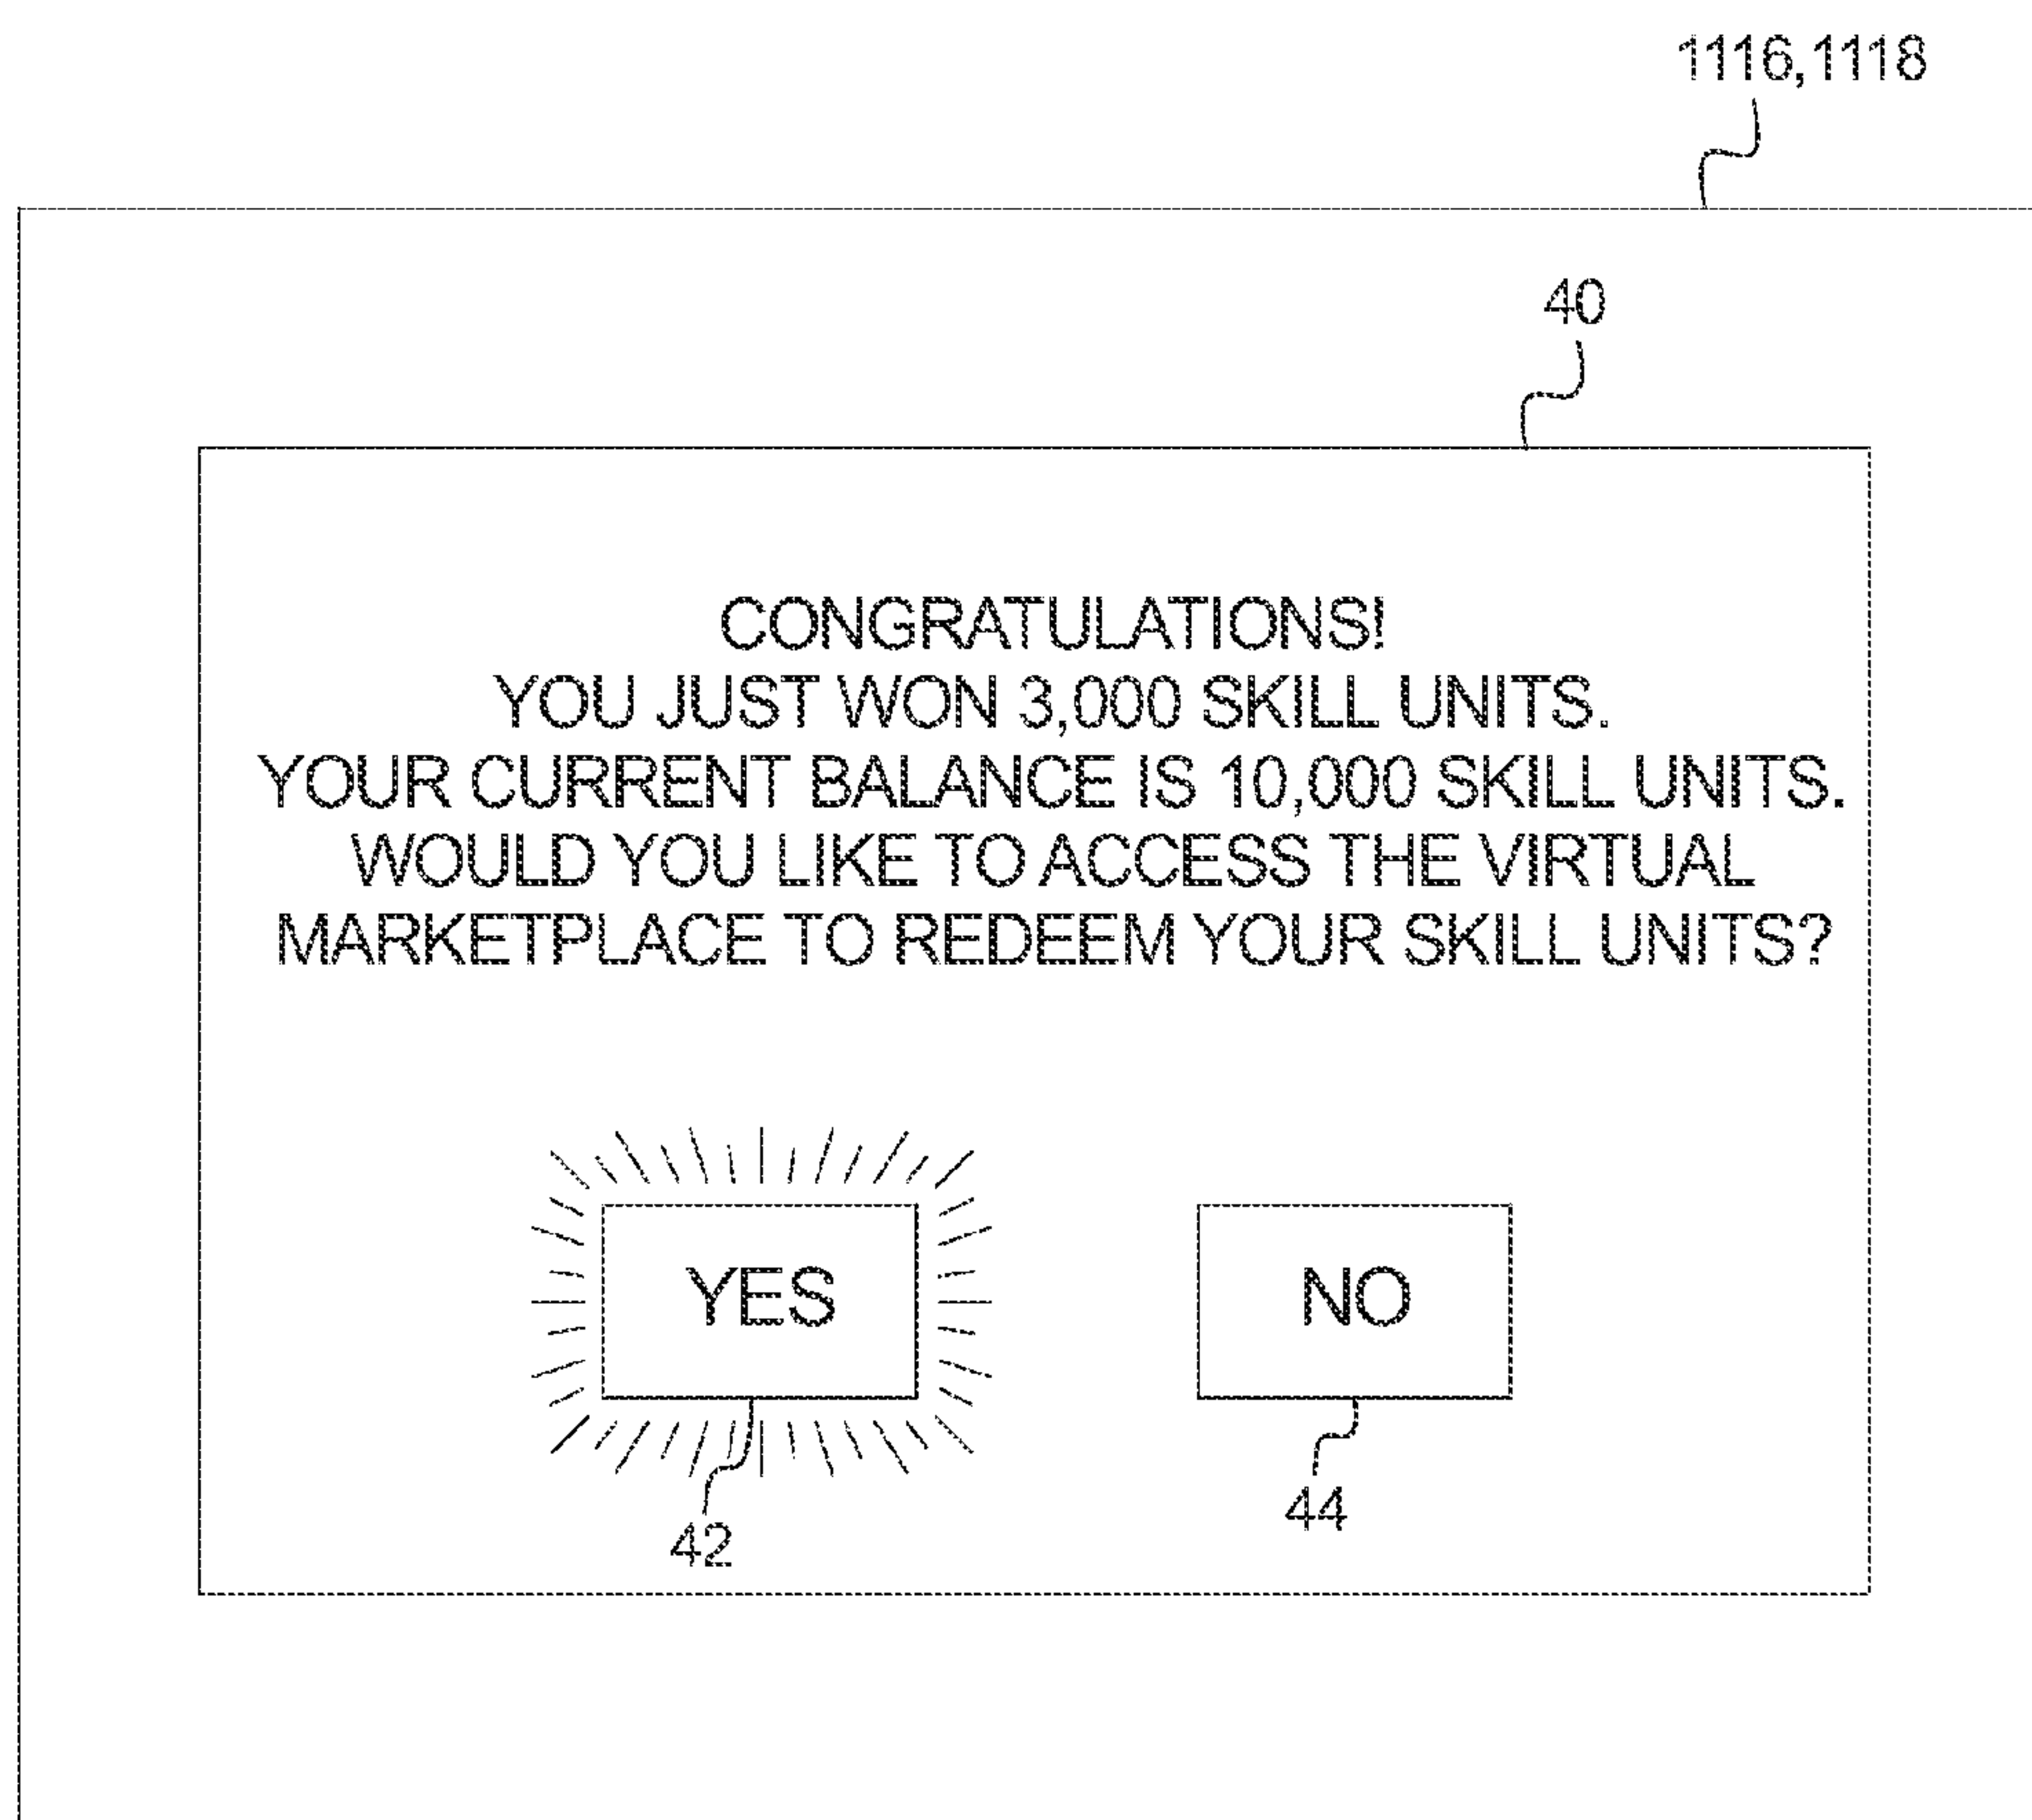 1116,1118
40
CONGRATULATIONS!
YOU JUST WON 3,000 SKILL UNITS.
YOUR CURRENT BALANCE IS 10,000 SKILL UNITS.
WOULD YOU LIKE TO ACCESS THE VIRTUAL
MARKETPLACE TO REDEEM YOUR SKILL UNITS?
YES NO
42 44